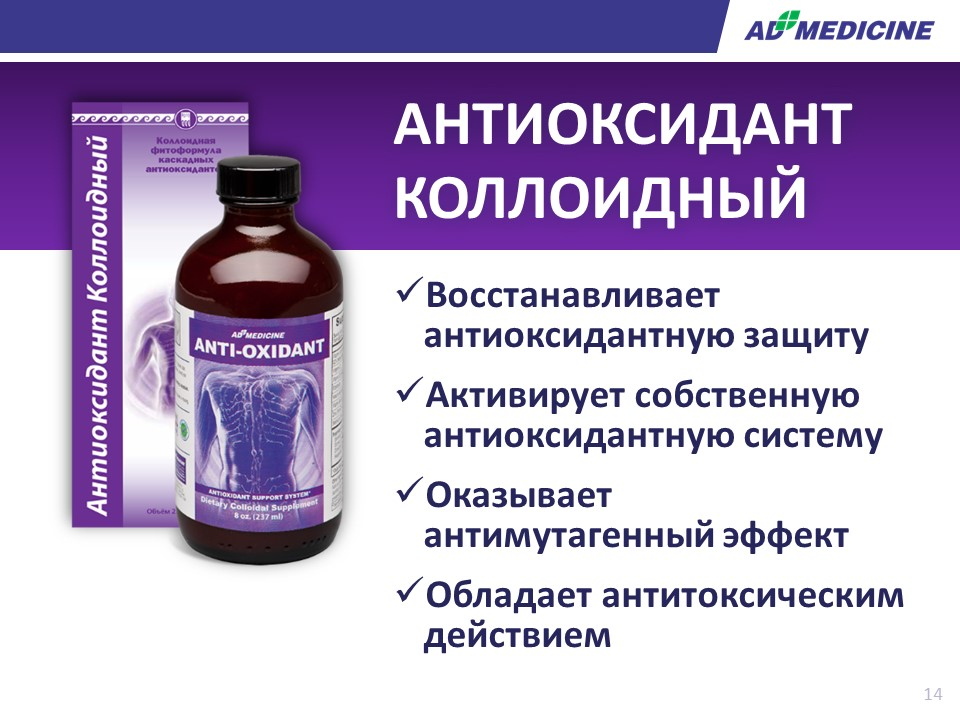 AD MEDICINE
АНТИОКСИДАНТ
КОЛЛОИДНЫЙ
Антиоксидант Коллоидный
Коллоидная
фитоформула
каскадных
AD MEDICINE
ANTI-OXIDANT
ANTIOXIDANT SUPPORT SYSTEM
Dietary Colloidal Supplement
8 oz. (237 ml)
Объём
✓Восстанавливает
антиоксидантную защиту
✓Активирует собственную
антиоксидантную систему
✓Оказывает
антимутагенный эффект
✓Обладает антитоксическим
действием
14